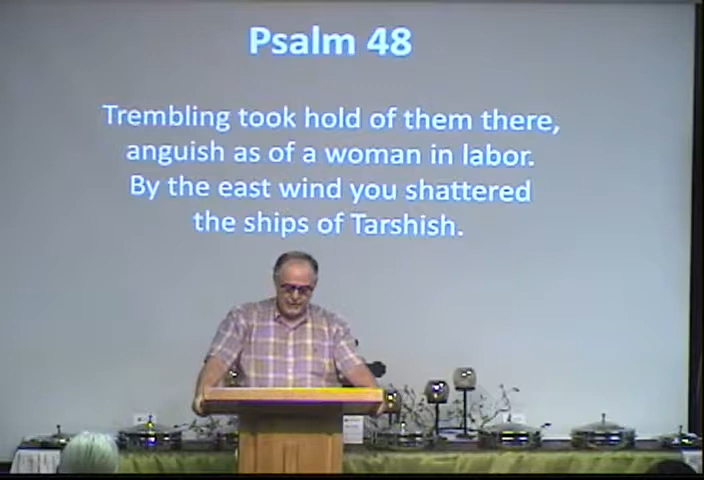 Psalm 48
Trembling took hold of them there,
anguish as of a woman in labor.
By the east wind you shattered
the ships of Tarshish.